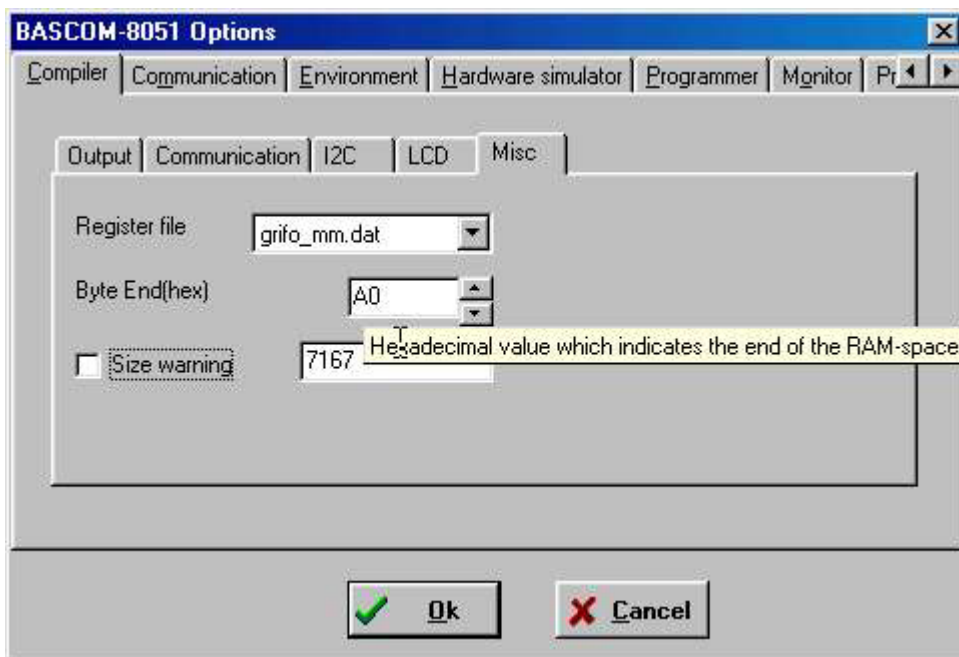 BASCOM-8051 Options
Compiler Communication Environment Hardware simulator Programmer Monitor
Output Communication I2C LCD Misc
Register file grifo_mm.dat
Byte End(hex) A0
Hexadecimal value which indicates the end of the RAM-space
Size warning 7167
Ok Cancel